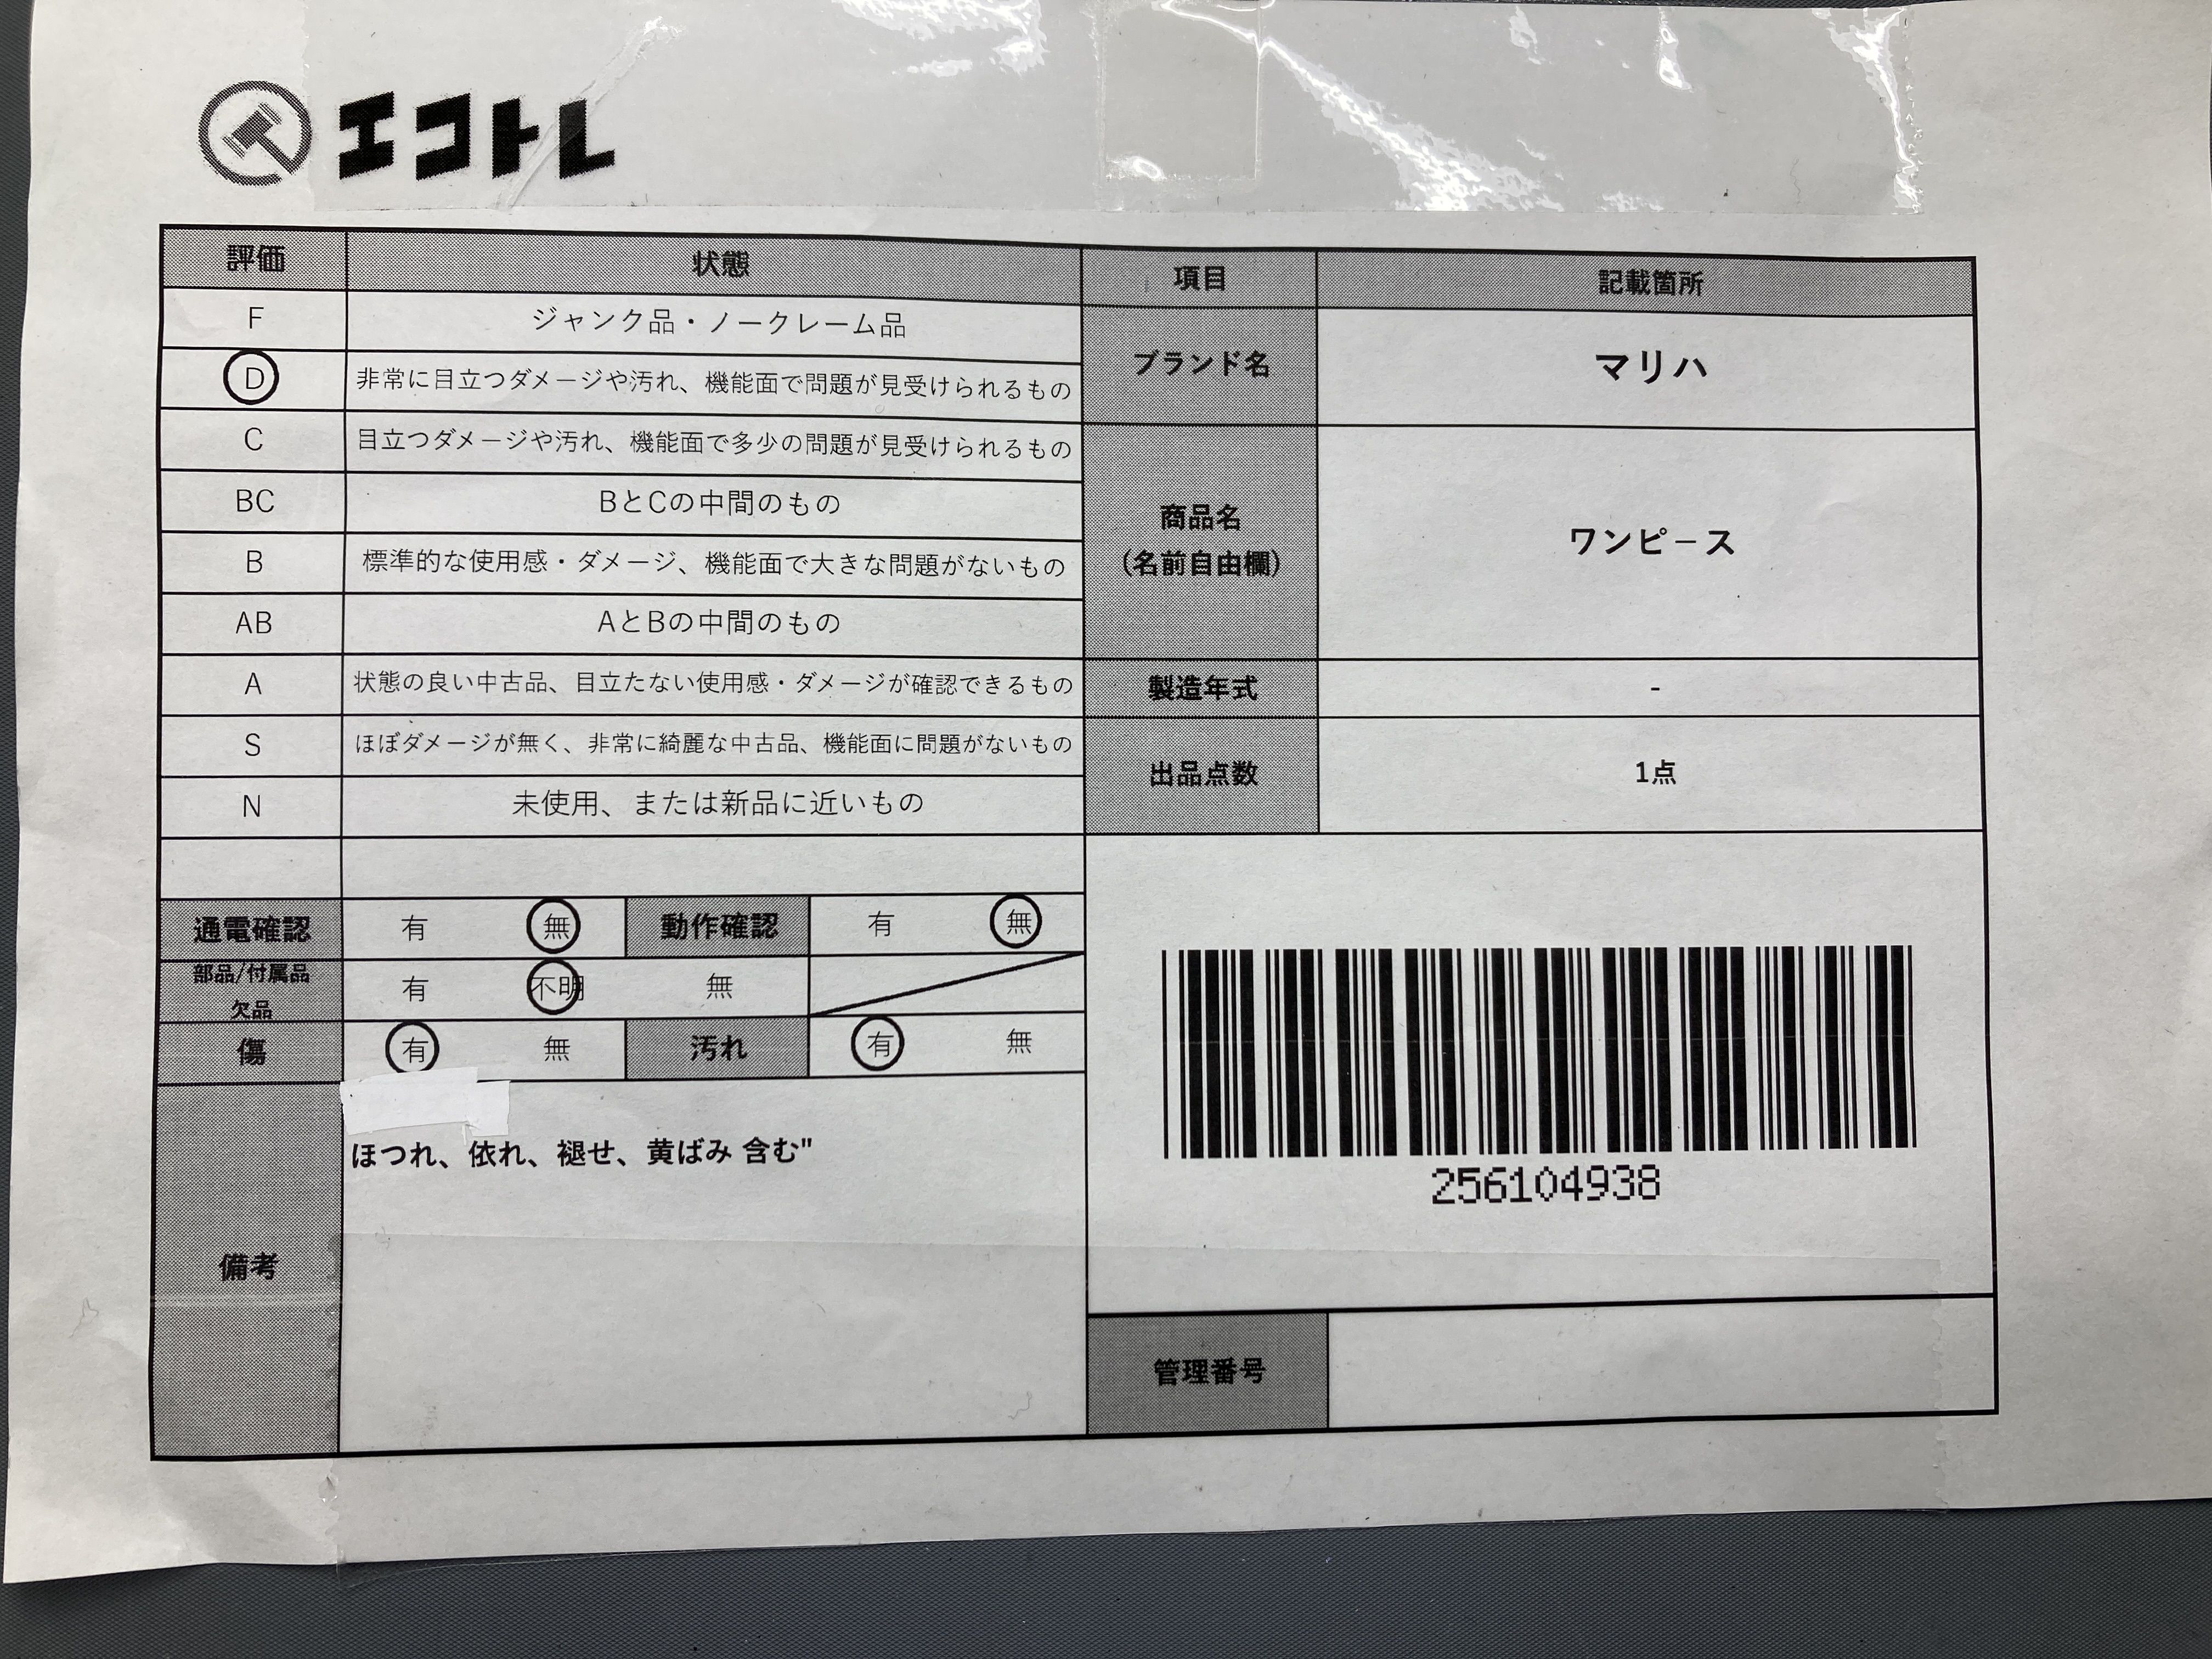 エコトレ
評価 状態 項目 記載箇所
F ジャンク品・ノークレーム品
D 非常に目立つダメージや汚れ、機能面で問題が見受けられるもの
ブランド名 マリハ
C 目立つダメージや汚れ、機能面で多少の問題が見受けられるもの
BC BとCの中間のもの
商品名
(名前自由欄)
ワンピース
B 標準的な使用感・ダメージ、機能面で大きな問題がないもの
AB AとBの中間のもの
A 状態の良い中古品、目立たない使用感・ダメージが確認できるもの
製造年式 -
S ほぼダメージが無く、非常に綺麗な中古品、機能面に問題がないもの
出品点数 1点
N 未使用、または新品に近いもの
通電確認 有 無 動作確認 有 無
部品/付属品
欠品
有 不明 無
傷 有 無 汚れ 有 無
備考
ほつれ、依れ、褪せ、黄ばみ 含む"
256104938
管理番号